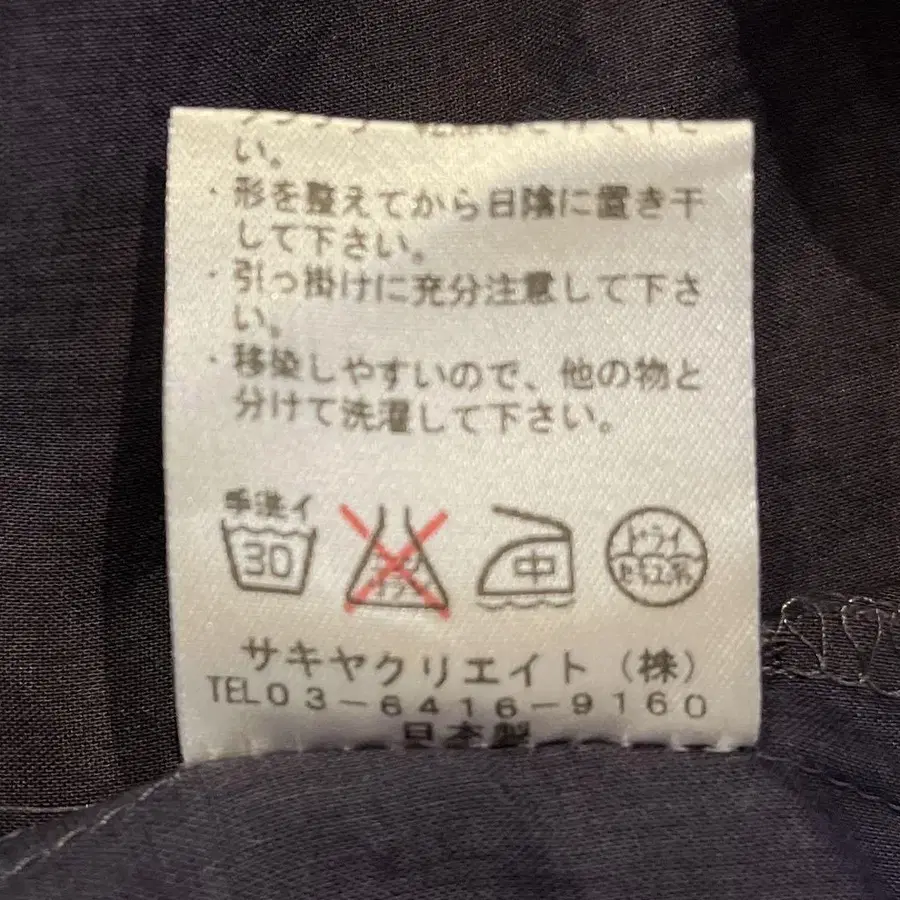 い。
・形を整えてから日陰に置き干
して下さい。
・引っ掛けに充分注意して下さ
い。
・移染しやすいので、他の物と
分けて洗濯して下さい。
手洗イ
30
中
ドライ
セキユ系
サキヤクリエイト（株）
TEL03-6416-9160
日本製